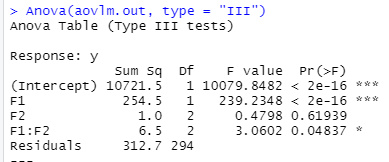 > Anova(aovlm.out, type = "III")
Anova Table (Type III tests)
Response: y
Sum Sq Df F value Pr(>F)
(Intercept) 10721.5 1 10079.8482 < 2e-16 ***
F1 254.5 1 239.2348 < 2e-16 ***
F2 1.0 2 0.4798 0.61939
F1:F2 6.5 2 3.0602 0.04837 *
Residuals 312.7 294
---